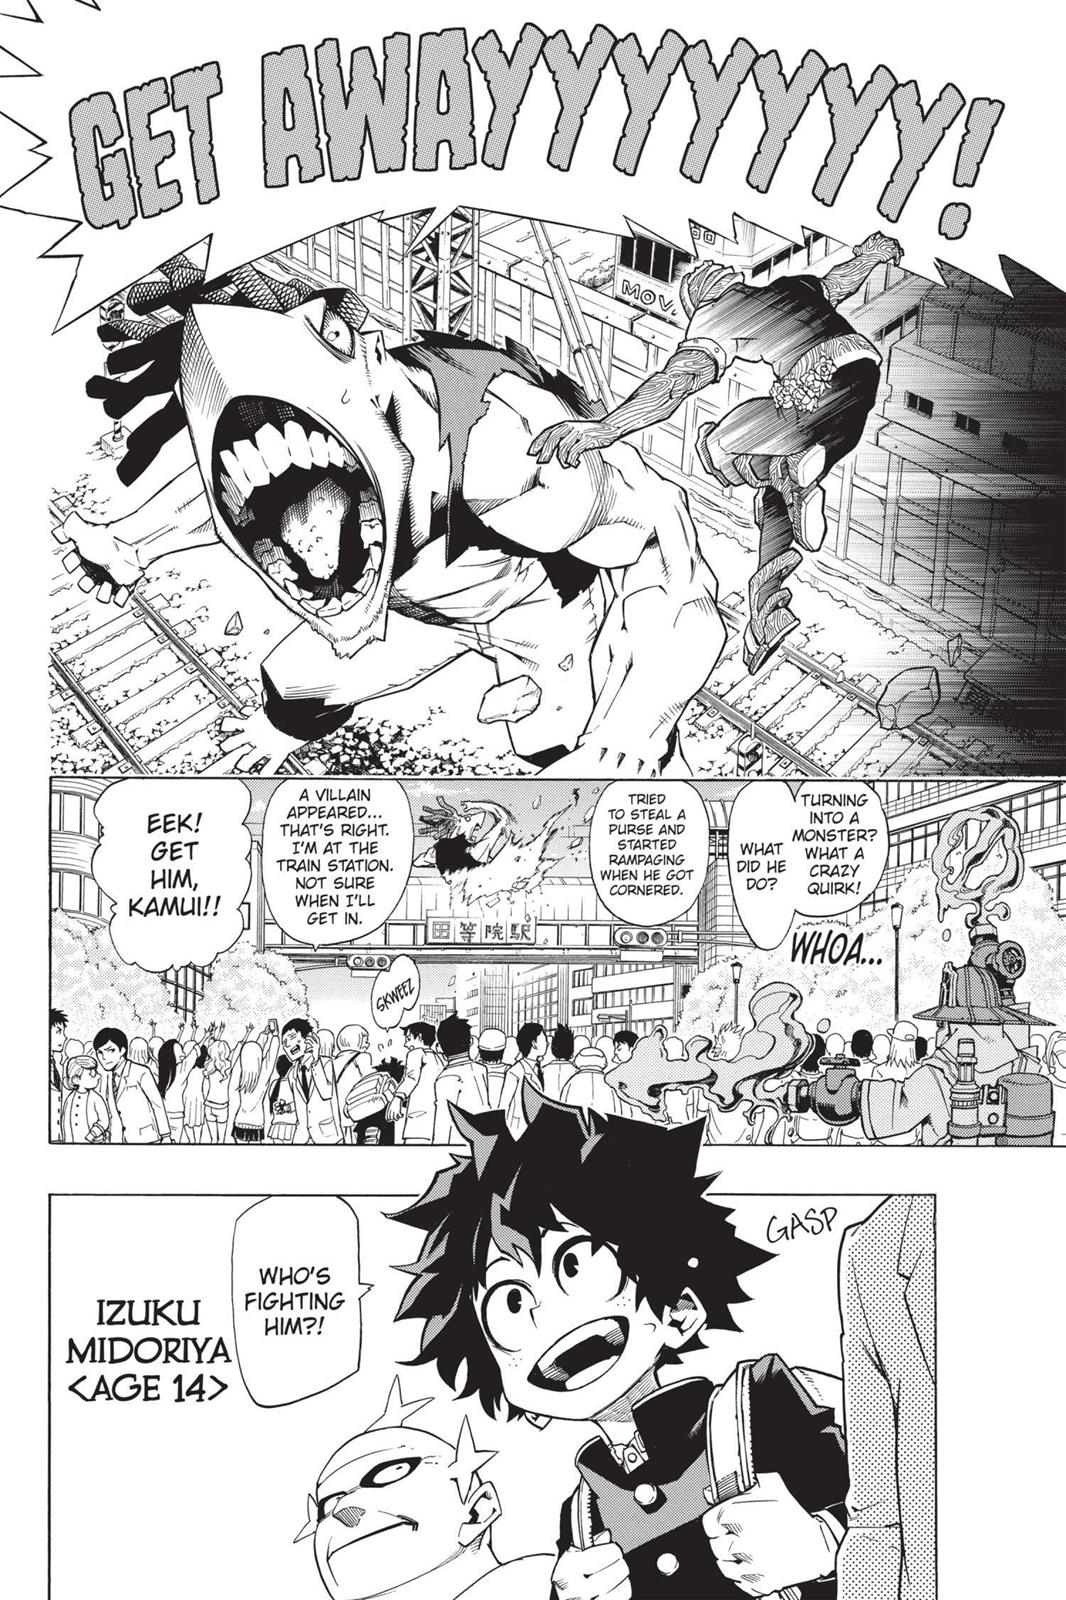 GET AWAYYYYYYYY!
MOV
TURNING
INTO A
MONSTER?
WHAT A
CRAZY
QUIRK!
WHAT
DID HE
DO?
TRIED
TO STEAL A
PURSE AND
STARTED
RAMPAGING
WHEN HE GOT
CORNERED.
WHOA...
A VILLAIN
APPEARED...
THAT'S RIGHT.
I'M AT THE
TRAIN STATION.
NOT SURE
WHEN I'LL
GET IN.
田等院駅
SKWEEZ
EEK!
GET
HIM,
KAMUI!!
GASP
WHO'S
FIGHTING
HIM?!
IZUKU
MIDORIYA
<AGE 14>